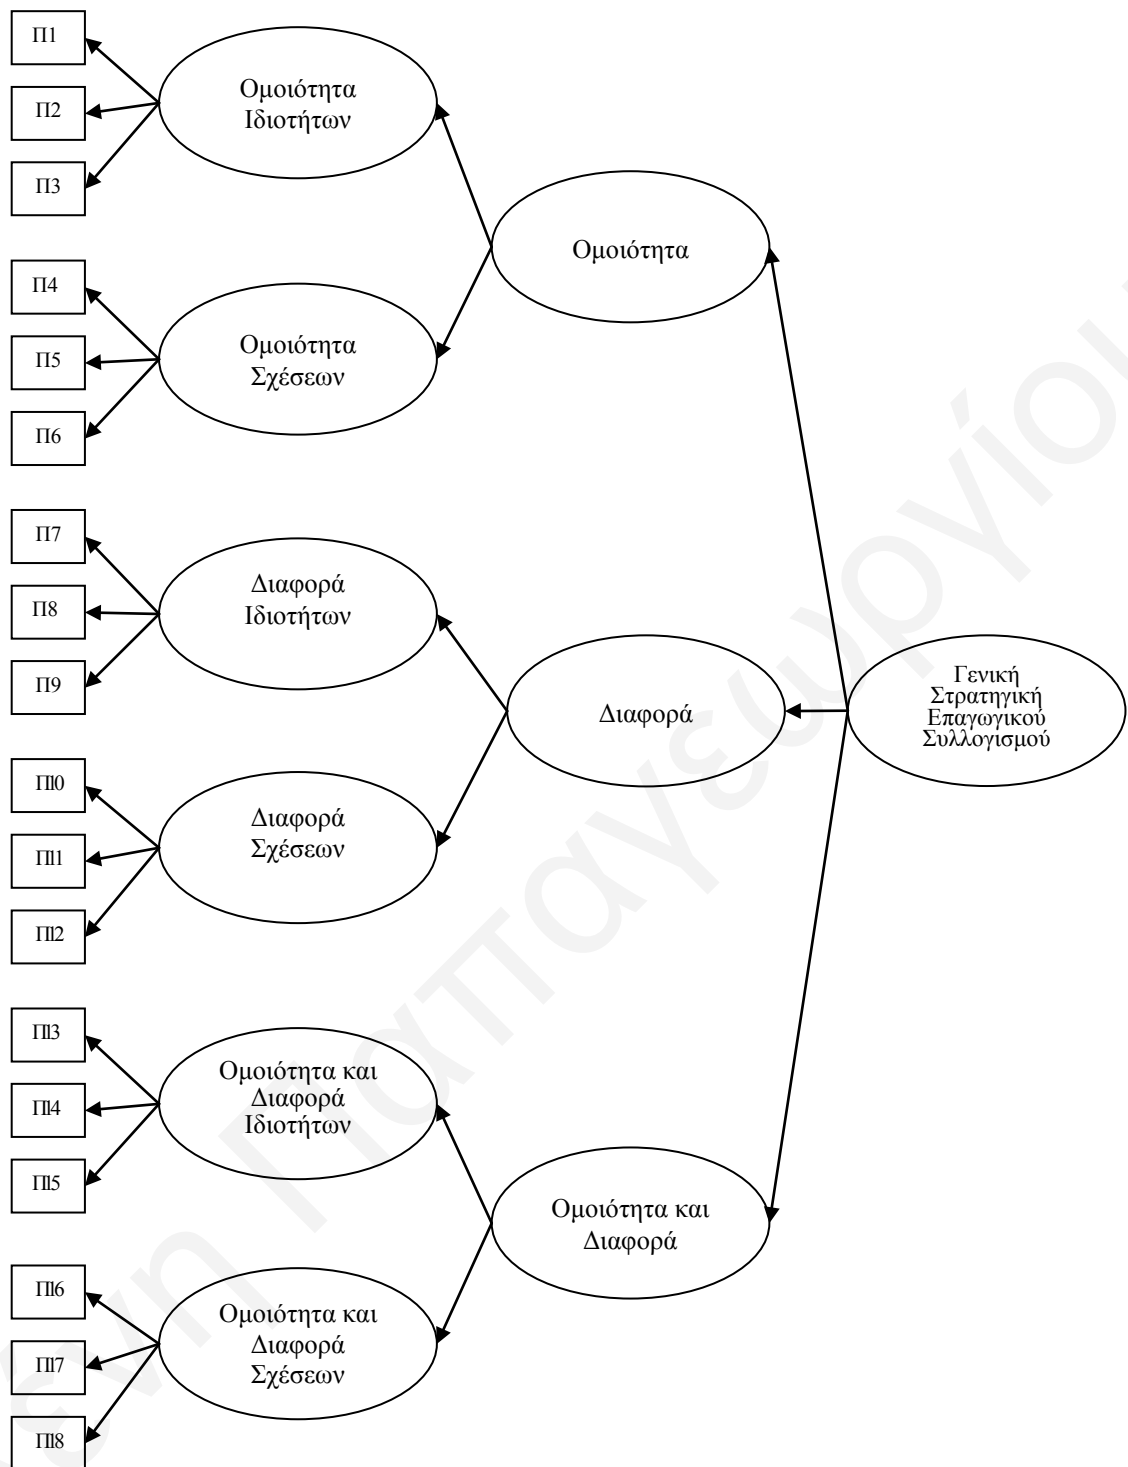 Π1
Π2
Π3
Ομοιότητα
Ιδιοτήτων
Ομοιότητα
Π4
Π5
Π6
Ομοιότητα
Σχέσεων
Π7
Π8
Π9
Διαφορά
Ιδιοτήτων
Διαφορά
Γενική
Στρατηγική
Επαγωγικού
Συλλογισμού
Π10
Π11
Π12
Διαφορά
Σχέσεων
Π13
Π14
Π15
Ομοιότητα και
Διαφορά
Ιδιοτήτων
Ομοιότητα και
Διαφορά
Π16
Π17
Π18
Ομοιότητα και
Διαφορά
Σχέσεων
Παπαγεωργίου